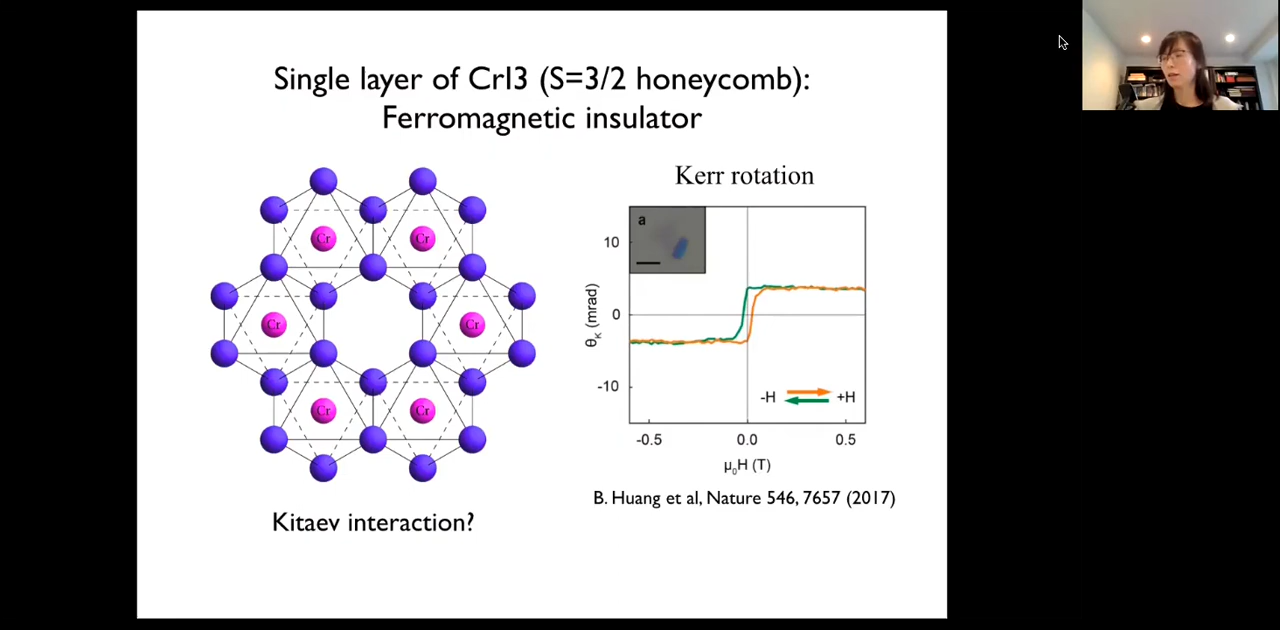 Single layer of CrI3 (S=3/2 honeycomb):
Ferromagnetic insulator
Kerr rotation
Cr
Cr
Cr
Cr
Cr
Cr
a
10
0
-10
θK (mrad)
-H
+H
-0.5
0.0
0.5
μ0H (T)
B. Huang et al, Nature 546, 7657 (2017)
Kitaev interaction?